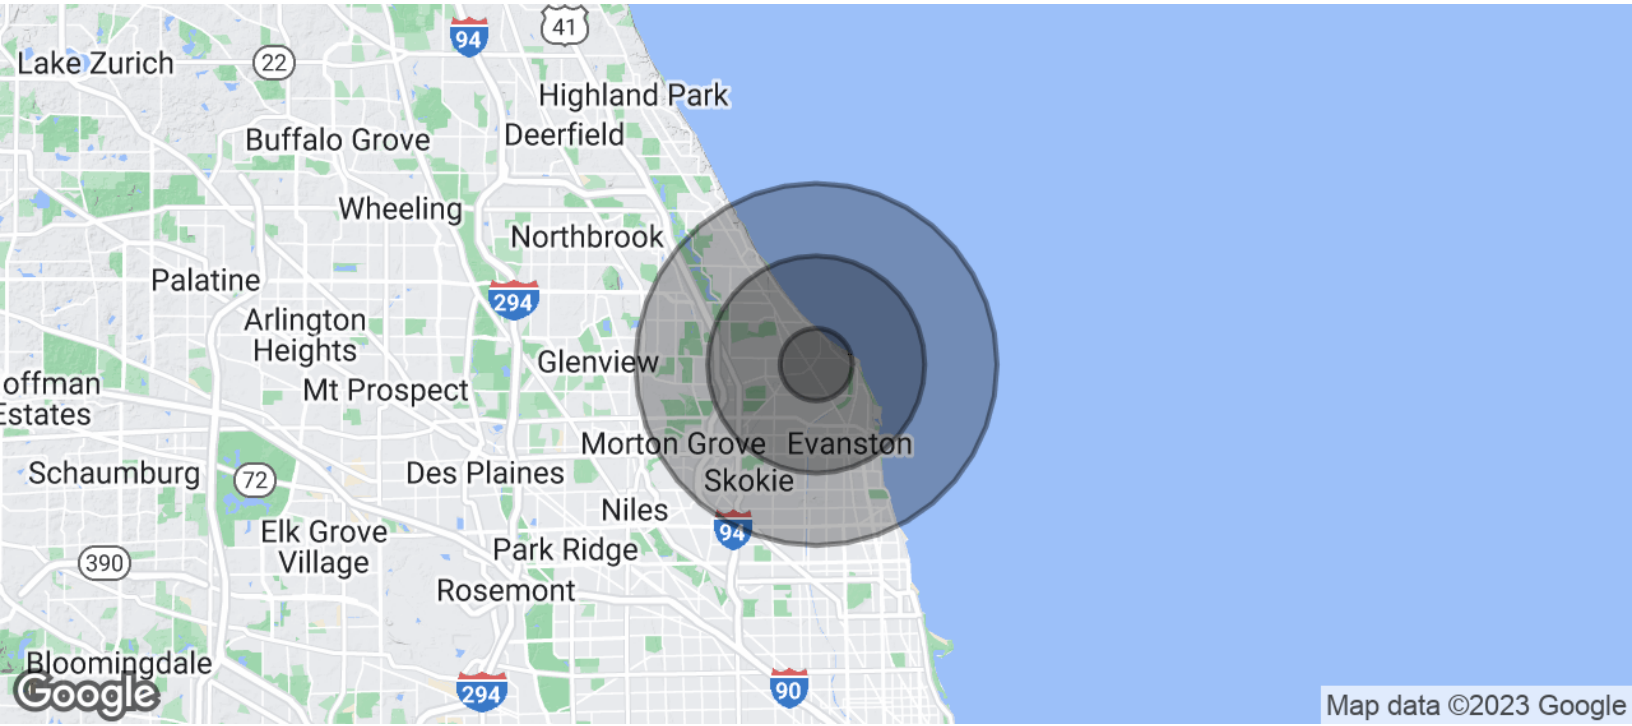 41
94
Lake Zurich
22
Highland Park
Deerfield
Buffalo Grove
Wheeling
Northbrook
Palatine
294
Arlington
Heights
Glenview
offman
Estates
Mt Prospect
Morton Grove
Evanston
Schaumburg
72
Des Plaines
Skokie
Niles
94
Elk Grove
Village
Park Ridge
390
Rosemont
Bloomingdale
Google
294
90
Map data ©2023 Google